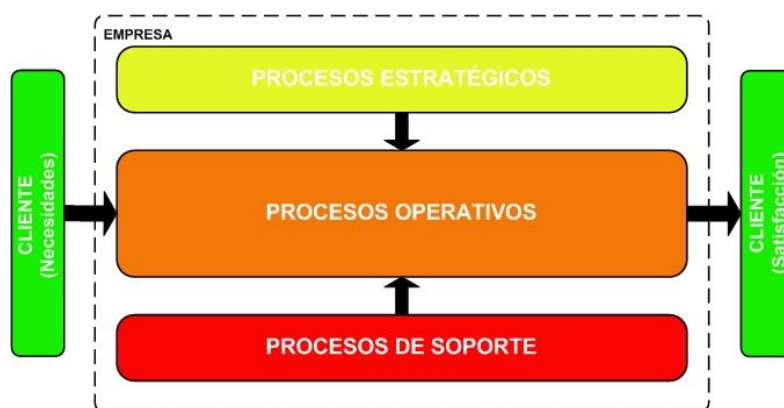 EMPRESA
PROCESOS ESTRATÉGICOS
CLIENTE
(Necesidades)
PROCESOS OPERATIVOS
CLIENTE
(Satisfacción)
PROCESOS DE SOPORTE